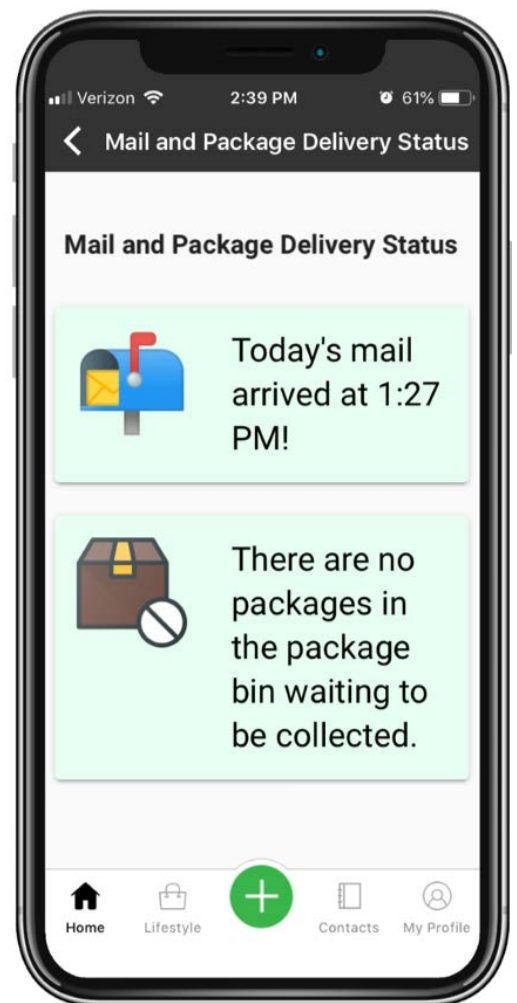 Verizon 2:39 PM 61%
Mail and Package Delivery Status
Mail and Package Delivery Status
Today's mail
arrived at 1:27
PM!
There are no
packages in
the package
bin waiting to
be collected.
Home Lifestyle Contacts My Profile